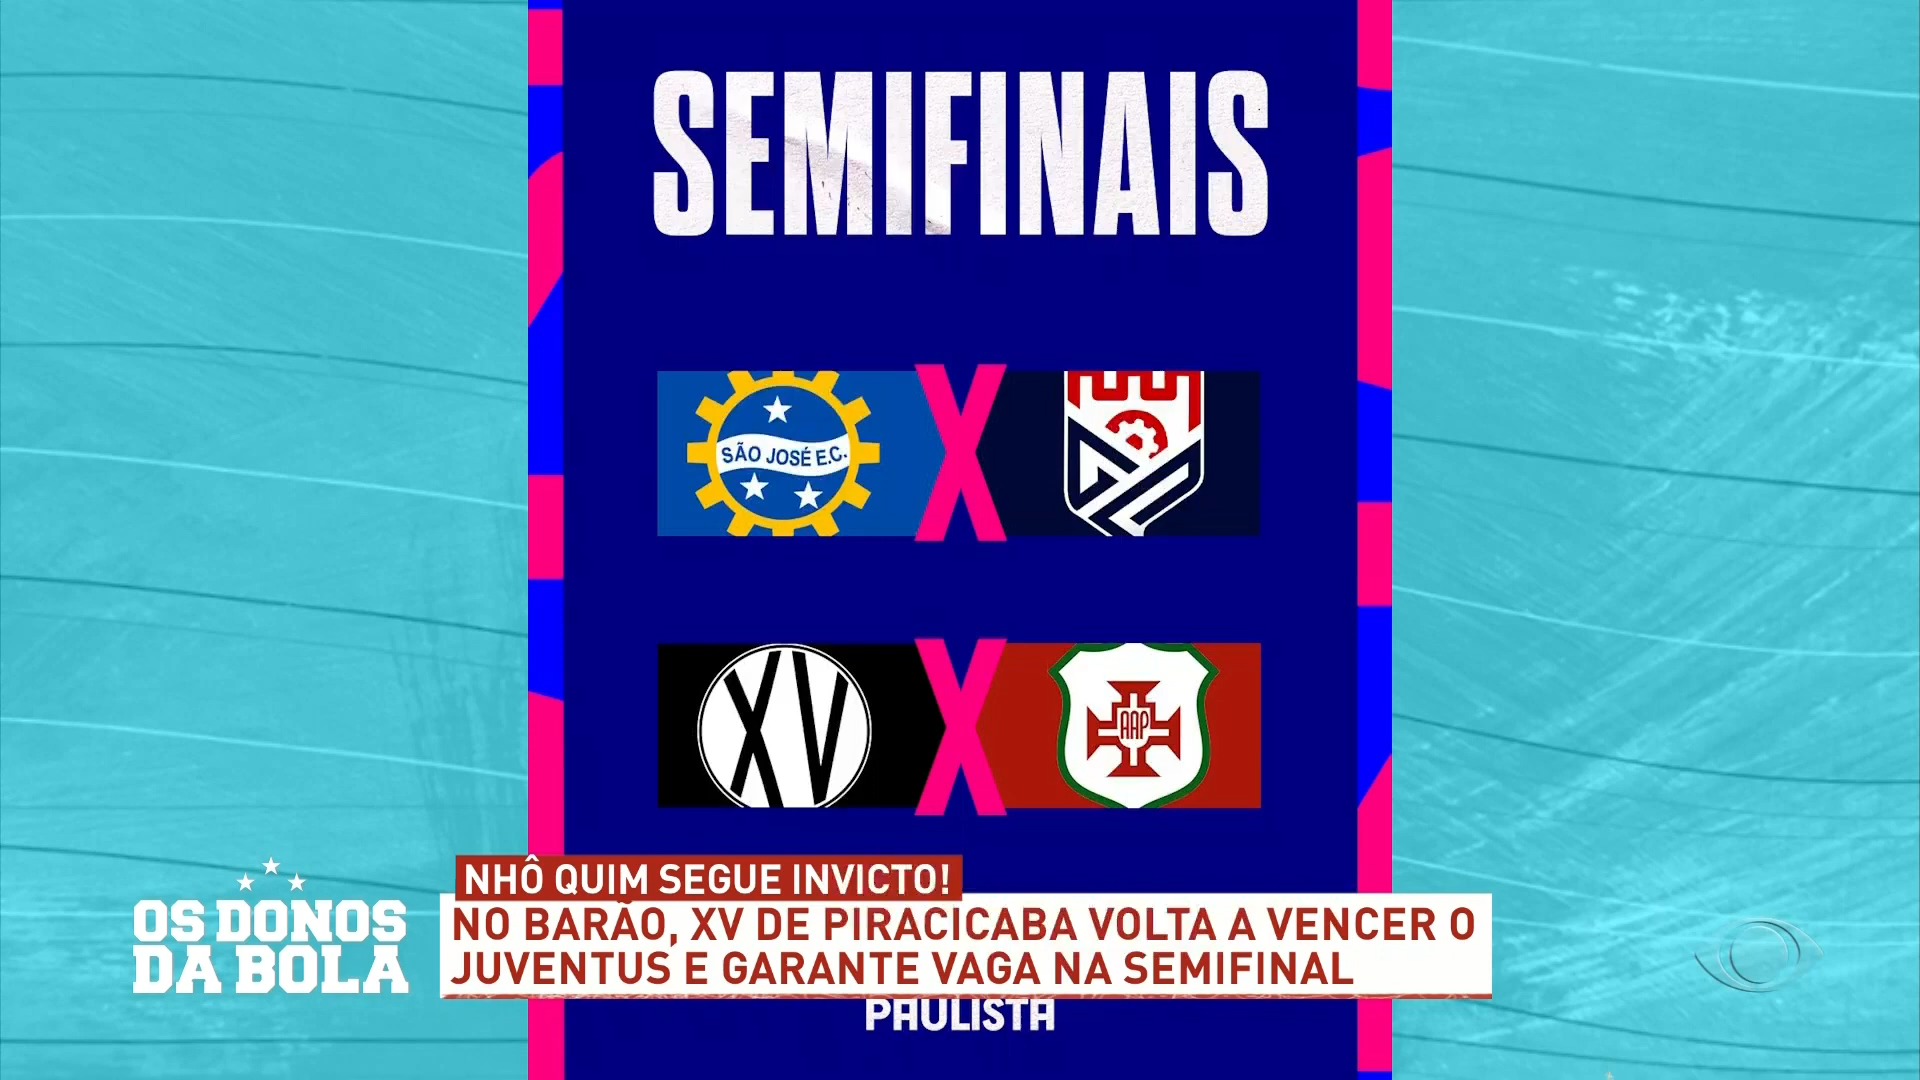 SEMIFINAIS
SÃO JOSÉ E.C.
X
XV
X
AAP
NHÔ QUIM SEGUE INVICTO!
NO BARÃO, XV DE PIRACICABA VOLTA A VENCER O
JUVENTUS E GARANTE VAGA NA SEMIFINAL
OS DONOS
DA BOLA
PAULISTA